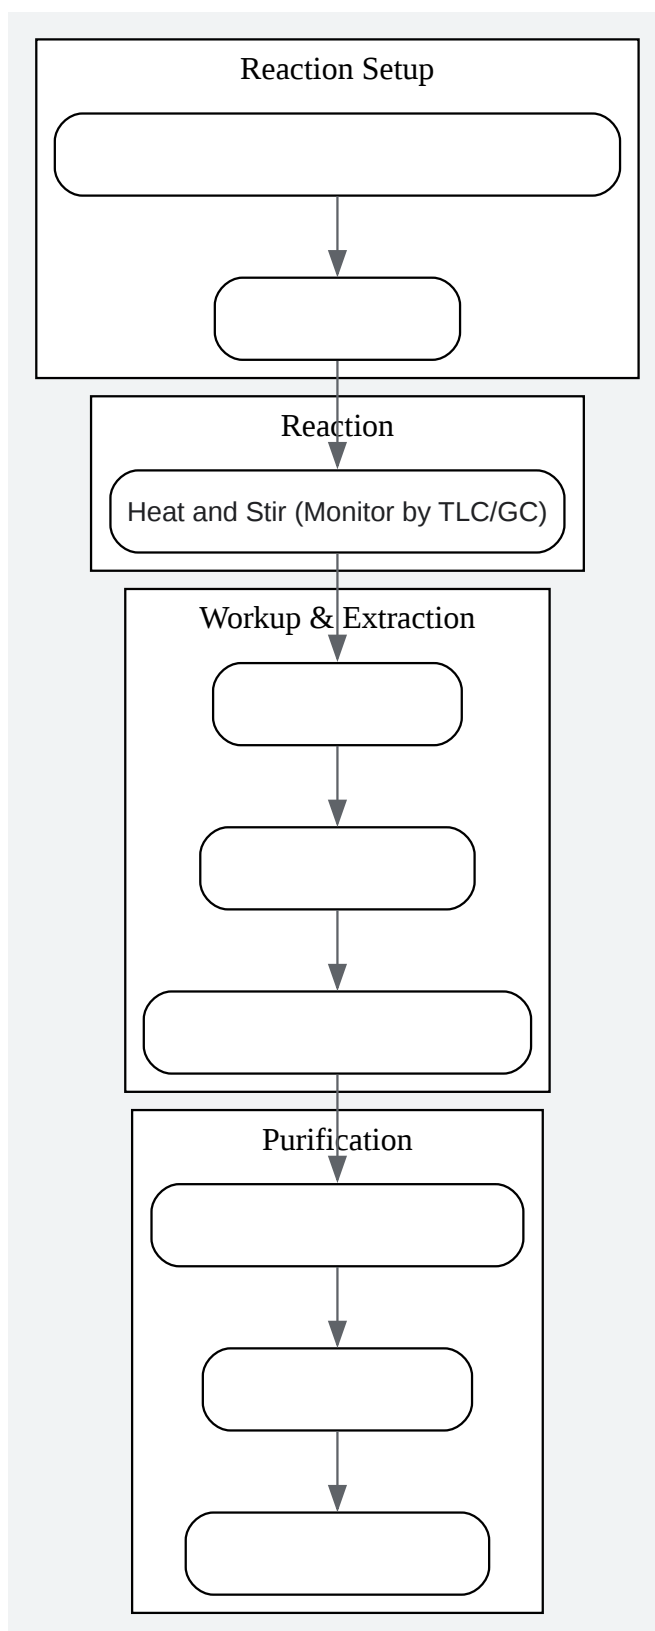 Reaction Setup
Reaction
Heat and Stir (Monitor by TLC/GC)
Workup & Extraction
Purification